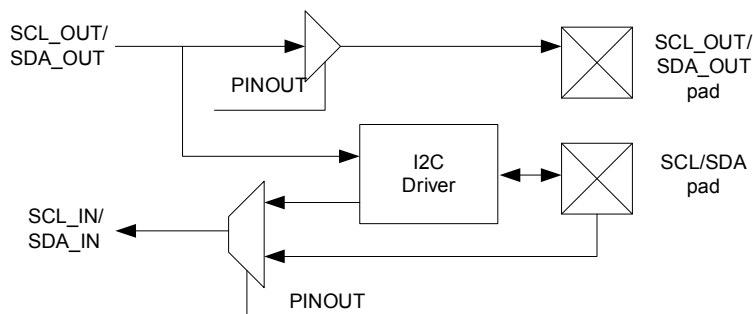 SCL_OUT/
SDA_OUT
SCL_OUT/
SDA_OUT
pad
PINOUT
I2C
Driver
SCL/SDA
pad
SCL_IN/
SDA_IN
PINOUT